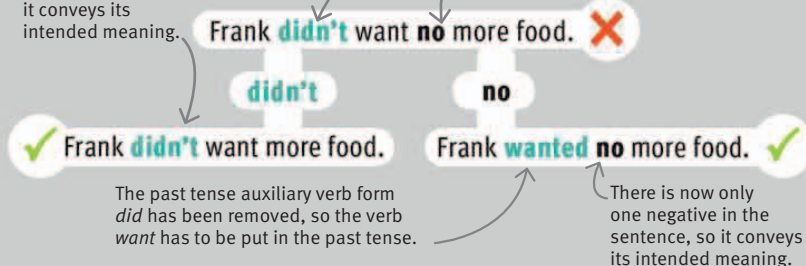 it conveys its
intended meaning.
Frank didn't want no more food.
didn't
no
Frank didn't want more food.
Frank wanted no more food.
The past tense auxiliary verb form
did has been removed, so the verb
want has to be put in the past tense.
There is now only
one negative in the
sentence, so it conveys
its intended meaning.